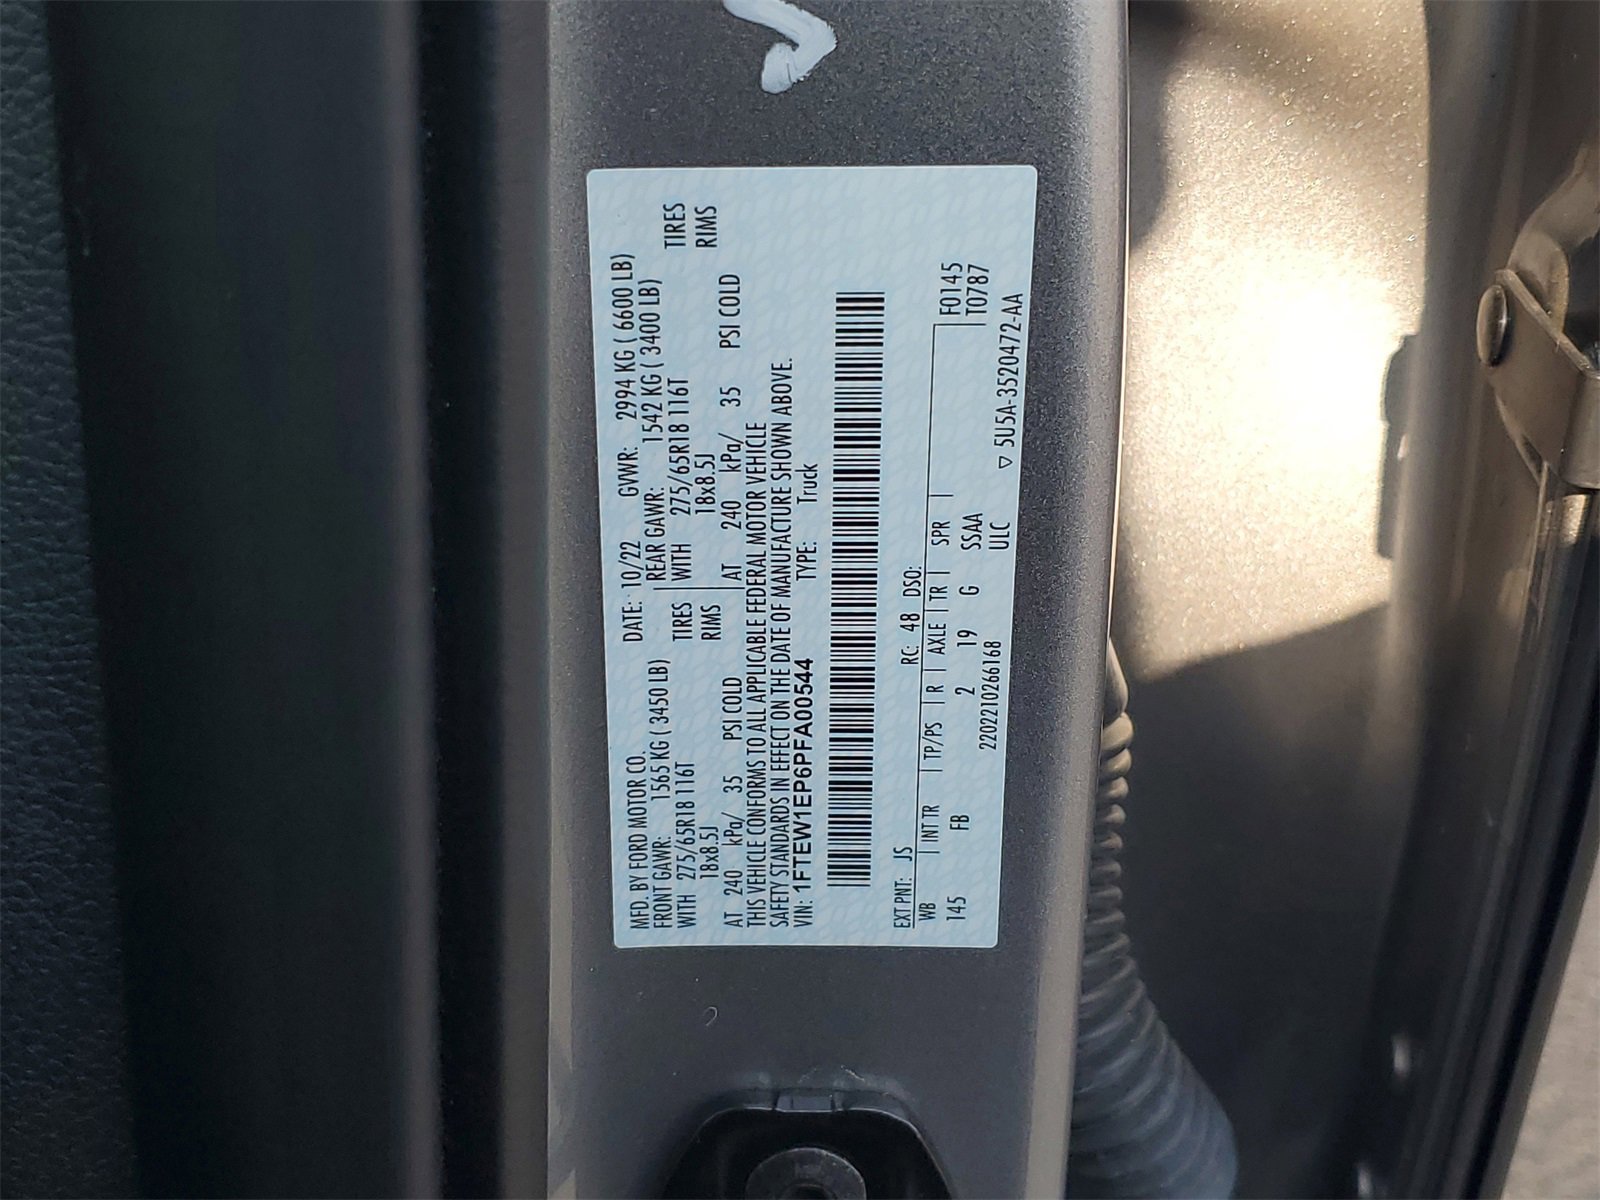 MFD. BY FORD MOTOR CO.
DATE: 10/22 GVWR: 2994 KG ( 6600 LB)
FRONT GAWR: 1565 KG ( 3450 LB)
REAR GAWR: 1542 KG ( 3400 LB)
WITH 275/65R18 116T TIRES
WITH 275/65R18 116T TIRES
18x8.5J RIMS
18x8.5J RIMS
AT 240 kPa/ 35 PSI COLD
AT 240 kPa/ 35 PSI COLD
THIS VEHICLE CONFORMS TO ALL APPLICABLE FEDERAL MOTOR VEHICLE
SAFETY STANDARDS IN EFFECT ON THE DATE OF MANUFACTURE SHOWN ABOVE.
VIN: 1FTEW1EP6PFA00544 TYPE: Truck
EXT PNT: JS RC: 48 DSO:
WB | INT TR | TP/PS | R | AXLE | TR | SPR | F0145
145 FB 2 19 G SSAA T0787
2202210266168 ULC ▽ 5U5A-3520472-AA